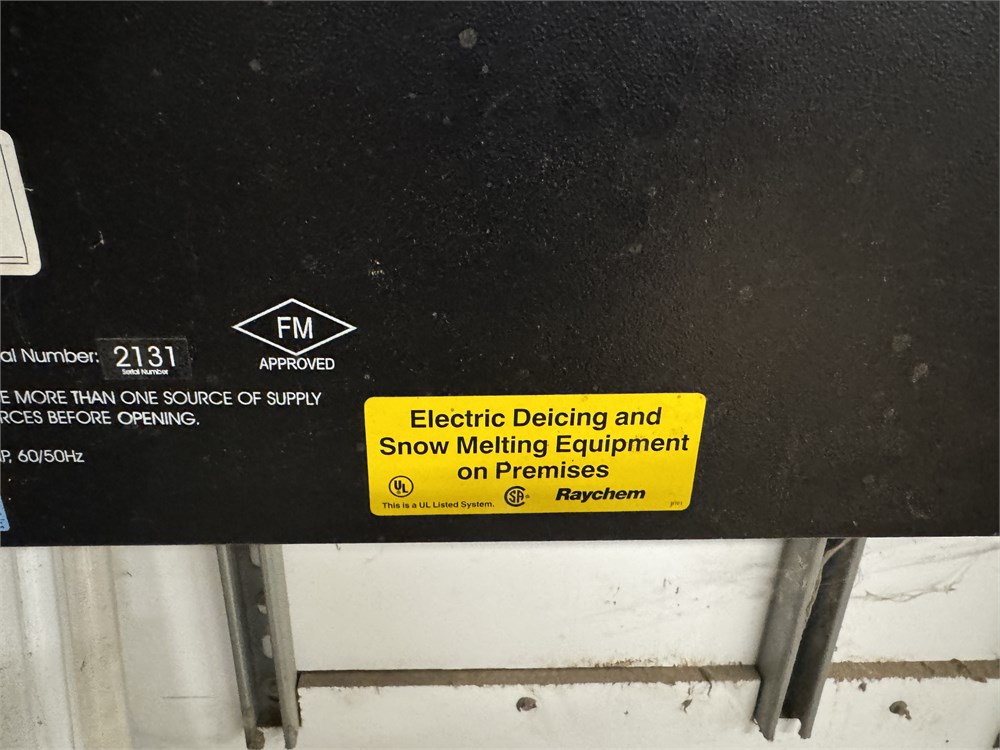 al Number: 2131
Serial Number
FM
APPROVED
E MORE THAN ONE SOURCE OF SUPPLY
RCES BEFORE OPENING.
P, 60/50Hz
Electric Deicing and
Snow Melting Equipment
on Premises
UL
This is a UL Listed System.
SA
Raychem